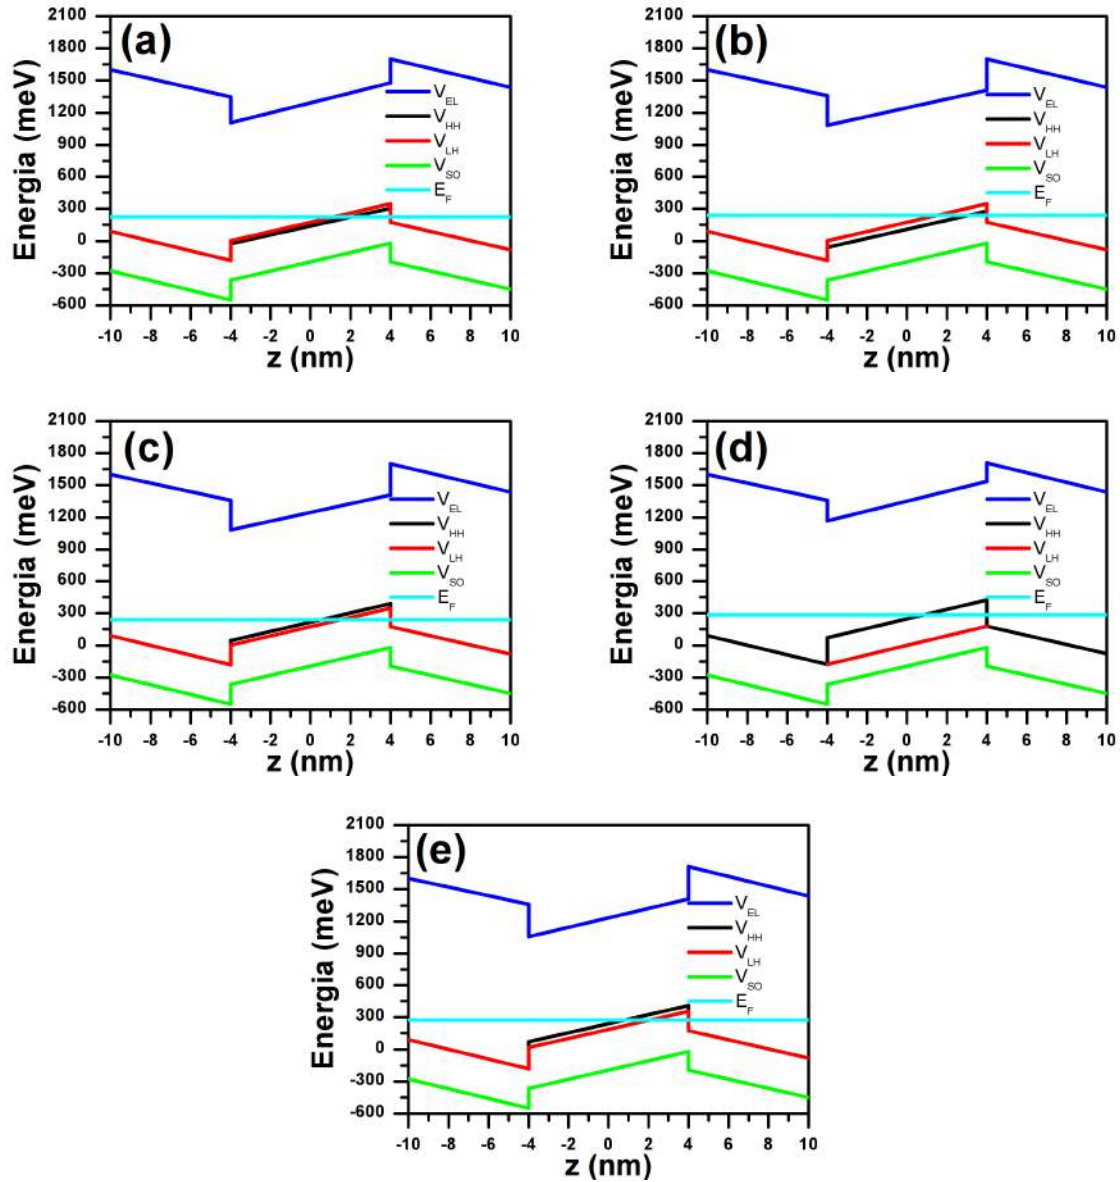 (a)
Energia (meV)
2100
1800
1500
1200
900
600
300
0
-300
-600
V_EL
V_HH
V_LH
V_SO
E_F
-10 -8 -6 -4 -2 0 2 4 6 8 10
z (nm)
(b)
Energia (meV)
2100
1800
1500
1200
900
600
300
0
-300
-600
V_EL
V_HH
V_LH
V_SO
E_F
-10 -8 -6 -4 -2 0 2 4 6 8 10
z (nm)
(c)
Energia (meV)
2100
1800
1500
1200
900
600
300
0
-300
-600
V_EL
V_HH
V_LH
V_SO
E_F
-10 -8 -6 -4 -2 0 2 4 6 8 10
z (nm)
(d)
Energia (meV)
2100
1800
1500
1200
900
600
300
0
-300
-600
V_EL
V_HH
V_LH
V_SO
E_F
-10 -8 -6 -4 -2 0 2 4 6 8 10
z (nm)
(e)
Energia (meV)
2100
1800
1500
1200
900
600
300
0
-300
-600
V_EL
V_HH
V_LH
V_SO
E_F
-10 -8 -6 -4 -2 0 2 4 6 8 10
z (nm)